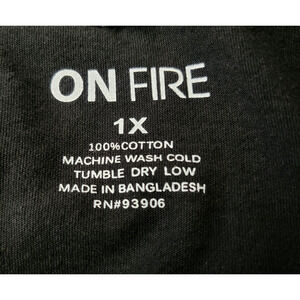 ON FIRE
1X
100%COTTON
MACHINE WASH COLD
TUMBLE DRY LOW
MADE IN BANGLADESH
RN#93906